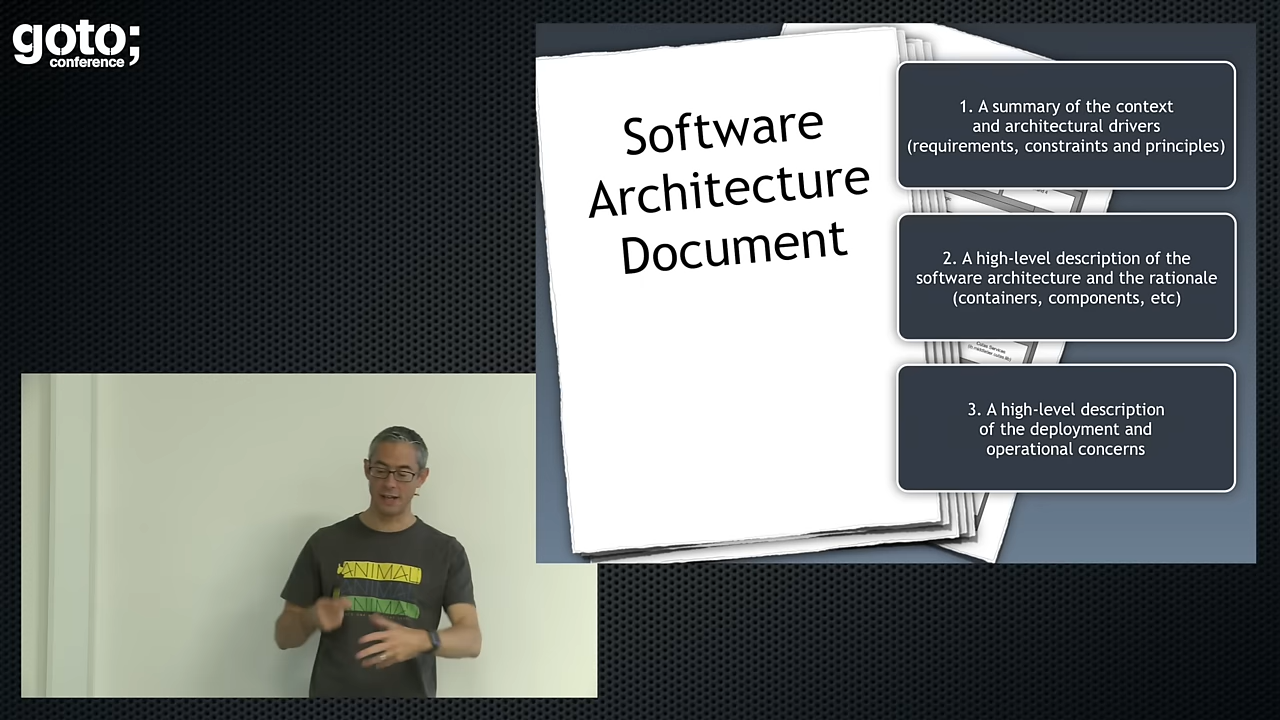 goto;
conference
Software
Architecture
Document
1. A summary of the context
and architectural drivers
(requirements, constraints and principles)
2. A high-level description of the
software architecture and the rationale
(containers, components, etc)
3. A high-level description
of the deployment and
operational concerns
ANIMAL
ANIMAL